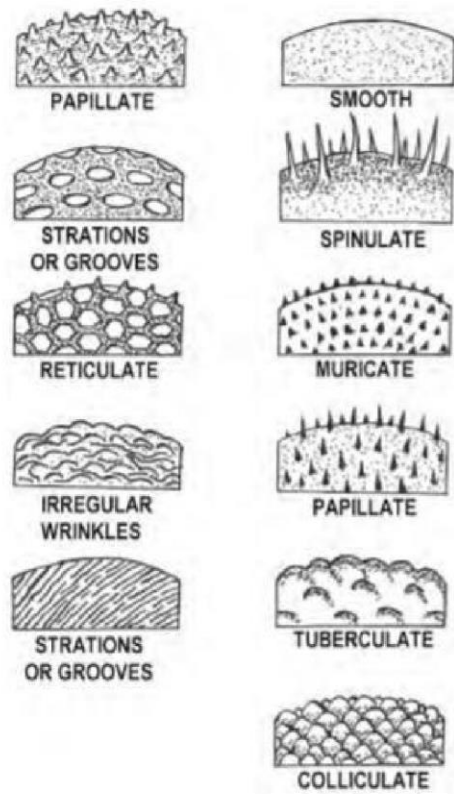 PAPILLATE
SMOOTH
STRATIONS
OR GROOVES
SPINULATE
RETICULATE
MURICATE
IRREGULAR
WRINKLES
PAPILLATE
STRATIONS
OR GROOVES
TUBERCULATE
COLLICULATE